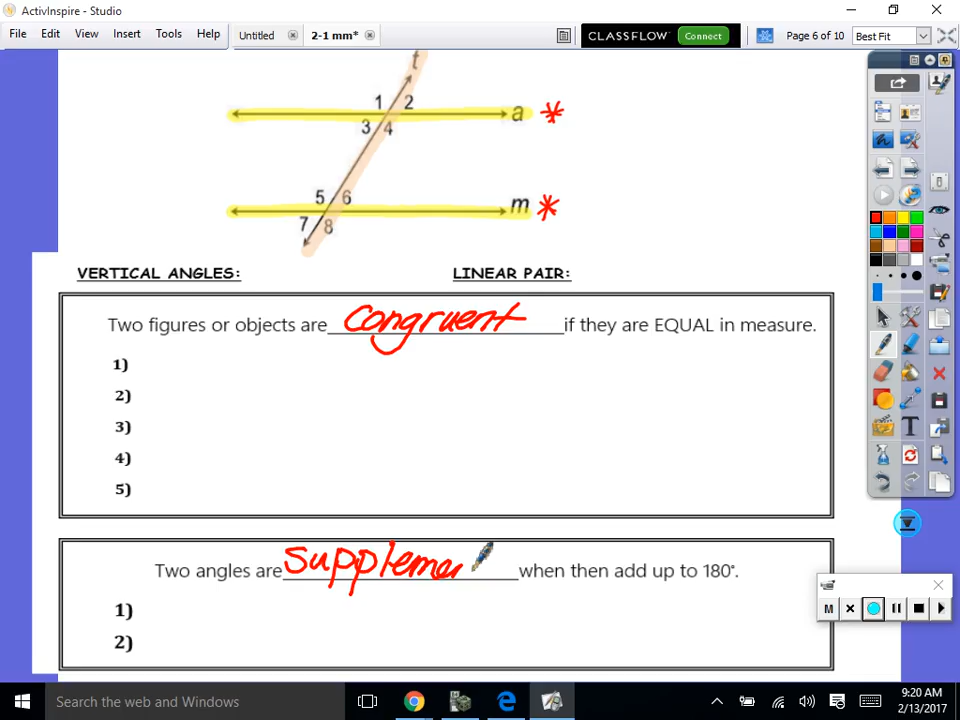 ActivInspire - Studio
File Edit View Insert Tools Help Untitled 2-1 mm* CLASSFLOW Connect Page 6 of 10 Best Fit
t
1 2
a *
3 4
5 6
m *
7 8
VERTICAL ANGLES: LINEAR PAIR:
Two figures or objects are congruent if they are EQUAL in measure.
1)
2)
3)
4)
5)
Two angles are supplemen when then add up to 180°.
1)
2)
M
Search the web and Windows
9:20 AM
2/13/2017